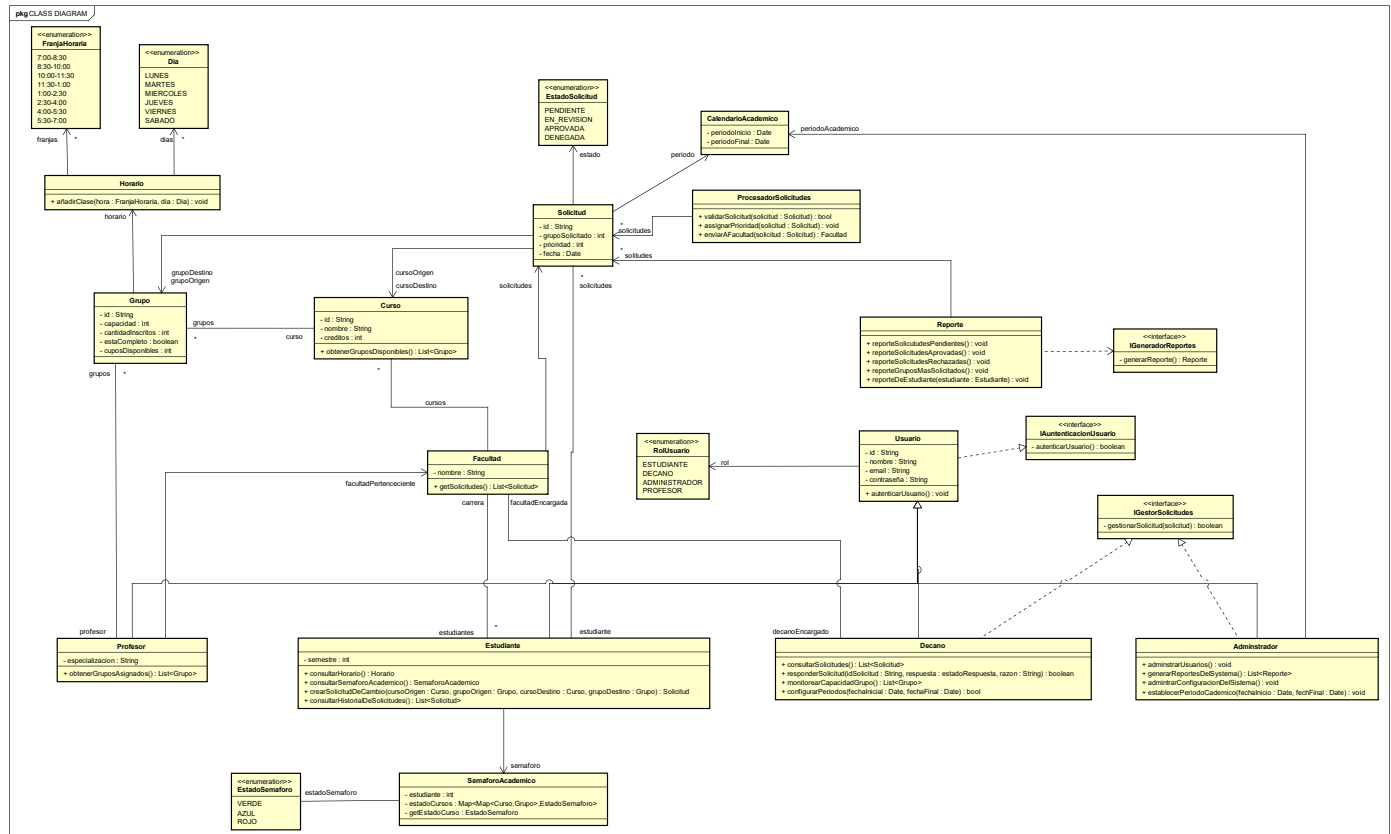 pkg CLASS DIAGRAM
<<enumeration>>
FranjaHoraria
7:00-8:30
8:30-10:00
10:00-11:30
11:30-1:00
1:00-2:30
2:30-4:00
4:00-5:30
5:30-7:00
<<enumeration>>
Dia
LUNES
MARTES
MIERCOLES
JUEVES
VIERNES
SABADO
franjas *
dias *
Horario
+ añadirClase(hora : FranjaHoraria, dia : Dia) : void
horario
<<enumeration>>
EstadoSolicitud
PENDIENTE
EN_REVISION
APROVADA
DENEGADA
estado
CalendarioAcademico
- periodoInicio : Date
- periodoFinal : Date
periodoAcademico
periodo
ProcesadorSolicitudes
+ validarSolicitud(solicitud : Solicitud) : bool
+ assignarPrioridad(solicitud : Solicitud) : void
+ enviarAFacultad(solicitud : Solicitud) : Facultad
Solicitud
- id : String
- grupoSolicitado : int
- prioridad : int
- fecha : Date
*
solicitudes
*
solitudes
*
solicitudes
solicitudes
grupoDestino
grupoOrigen
cursoOrigen
cursoDestino
Grupo
- id : String
- capacidad : Int
- cantidadInscritos : int
- estaCompleto : boolean
- cuposDisponibles : int
grupos
*
curso
Curso
- id : String
- nombre : String
- creditos : int
+ obtenerGruposDisponibles() : List<Grupo>
grupos *
*
cursos
Reporte
+ reporteSolicutudesPendientes() : void
+ reporteSolicitudesAprovadas() : void
+ reporteSolicitudesRechazadas() : void
+ reporteGruposMasSolicitados() : void
+ reporteDeEstudiante(estudiante : Estudiante) : void
<<interface>>
IGeneradorReportes
- generarReporte() : Reporte
Facultad
- nombre : String
+ getSolicitudes() : List<Solicitud>
facultadPertenceciente
carrera
facultadEncargada
<<enumeration>>
RolUsuario
ESTUDIANTE
DECANO
ADMINISTRADOR
PROFESOR
rol
Usuario
- id : String
- nombre : String
- email : String
- contraseña : String
+ autenticarUsuario() : void
<<interface>>
IAuntenticacionUsuario
- autenticarUsuario() : boolean
<<interface>>
IGestorSolicitudes
- gestionarSolicitud(solicitud) : boolean
profesor
estudiantes
*
estudiante
decanoEncargado
Profesor
- especializacion : String
+ obtenerGruposAsignados() : List<Grupo>
Estudiante
- semestre : int
+ consultarHorario() : Horario
+ consultarSemaforoAcademico() : SemaforoAcademico
+ crearSolicitudDeCambio(cursoOrigen : Curso, grupoOrigen : Grupo, cursoDestino : Curso, grupoDestino : Grupo) : Solicitud
+ consultarHistorialDeSolicitudes() : List<Solicitud>
Decano
+ consultarSolicitudes() : List<Solicitud>
+ responderSolicitud(idSolicitud : String, respuesta : estadoRespuesta, razon : String) : boolean
+ monitorearCapacidadGrupo() : List<Grupo>
+ configurarPeriodos(fechaInicial : Date, fechaFinal : Date) : bool
Adminstrador
+ adminstrarUsuarios() : void
+ generarReportesDelSystema() : List<Reporte>
+ admintrarConfiguracionDelSistema() : void
+ establecerPeriodoCademico(fechaInicio : Date, fechFinal : Date) : void
semaforo
<<enumeration>>
EstadoSemaforo
VERDE
AZUL
ROJO
estadoSemaforo
SemaforoAcademico
- estudiante : int
- estadoCursos : Map<Map<Curso,Grupo>,EstadoSemaforo>
- getEstadoCurso : EstadoSemaforo